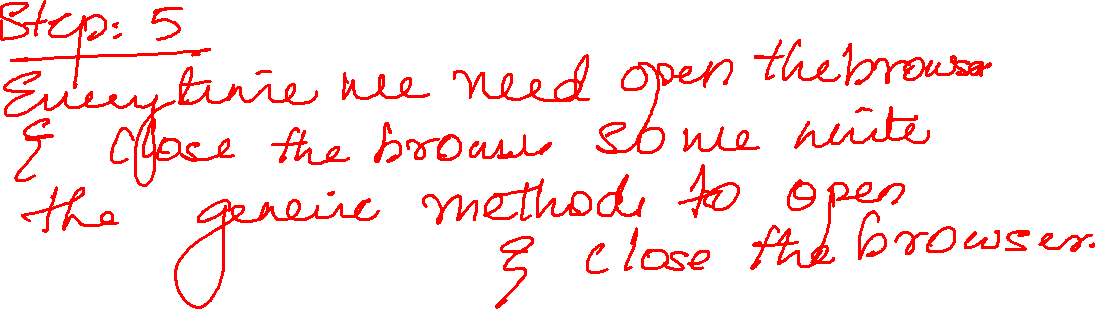 Step: 5
Everytime we need open the browser
& close the browser so we write
the generic methods to open
& close the browser.